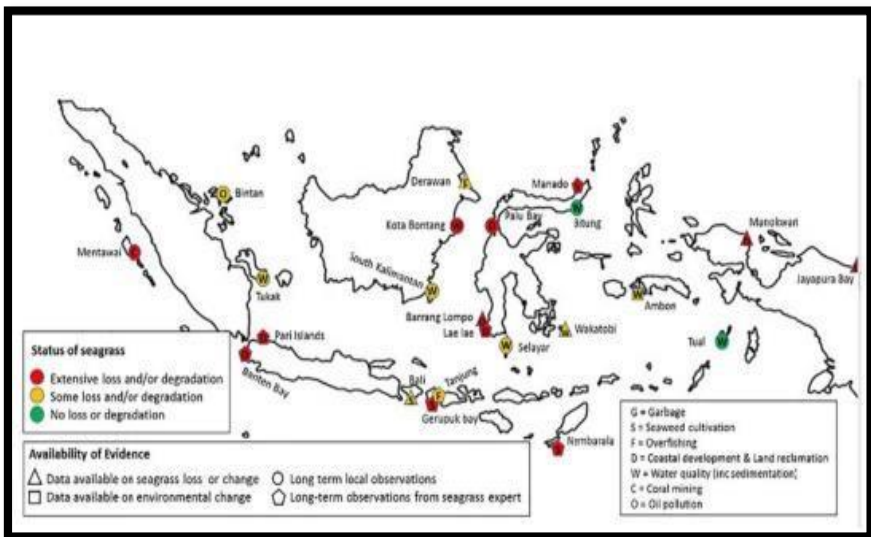 Bintan
Derawan
F
Manado
O
Kota Bontang
W
Palu Bay
W
Bitung
Manokwari
Mentawai
C
South Kalimantan
W
Tukak
W
W
Ambon
Jayapura Bay
Barrang Lompo
Lae lae
Wakatobi
W
Selayar
W
Tual
Pari Islands
Banten Bay
Bali
Tanjung
F
Gerupuk bay
Nembarala
Status of seagrass
Extensive loss and/or degradation
Some loss and/or degradation
No loss or degradation
Availability of Evidence
Data available on seagrass loss or change
Long term local observations
Data available on environmental change
Long-term observations from seagrass expert
G = Garbage
S = Seaweed cultivation
F = Overfishing
D = Coastal development & Land reclamation
W = Water quality (inc sedimentation)
C = Coral mining
O = Oil pollution